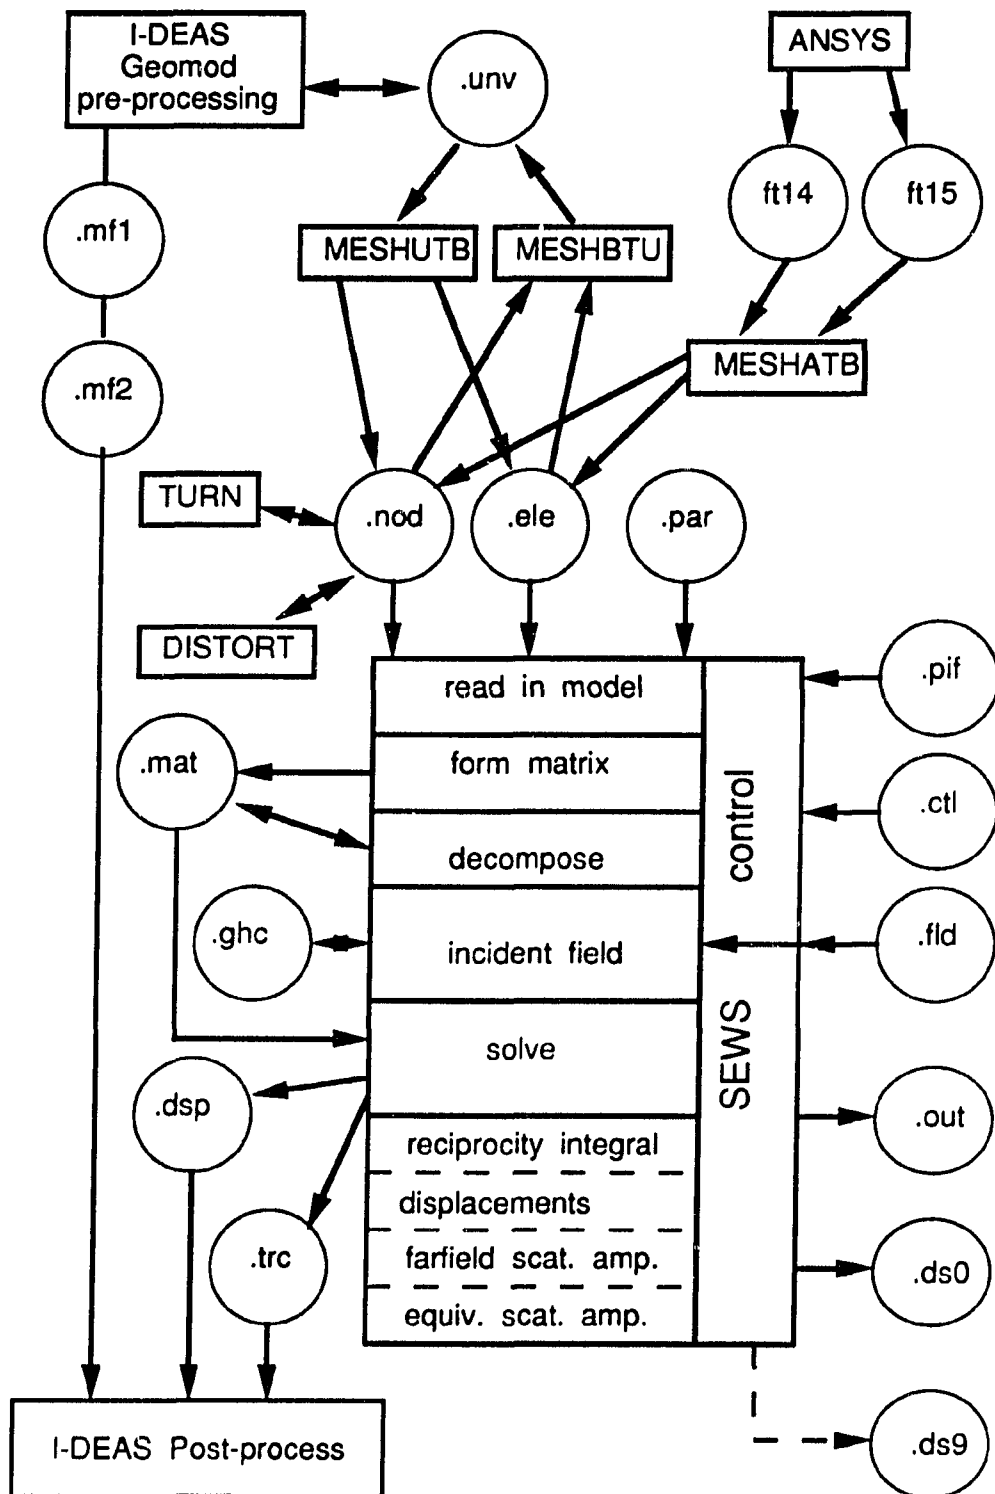 I-DEAS
Geomod
pre-processing
.unv
ANSYS
ft14
ft15
.mf1
MESHUTB
MESHBTU
MESHATB
.mf2
TURN
.nod
.ele
.par
DISTORT
read in model
.pif
.mat
form matrix
control
.ctl
decompose
.ghc
incident field
.fld
solve
SEWS
.dsp
.out
reciprocity integral
displacements
.trc
farfield scat. amp.
.ds0
equiv. scat. amp.
I-DEAS Post-process
.ds9